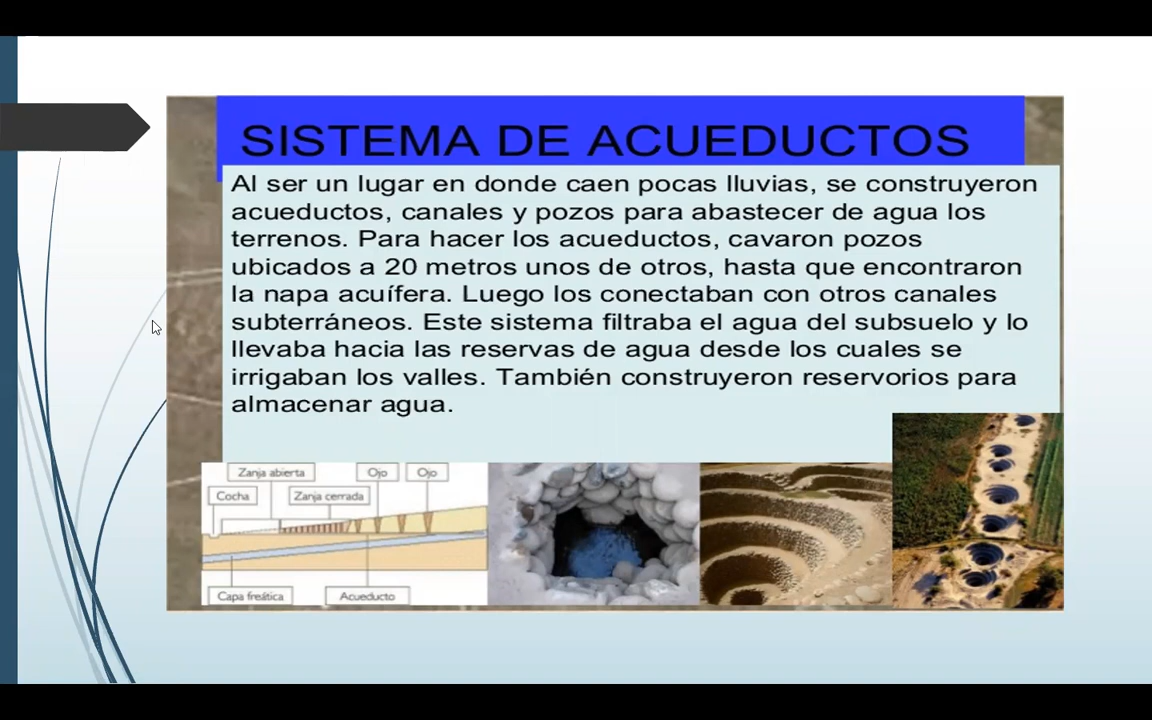 SISTEMA DE ACUEDUCTOS
Al ser un lugar en donde caen pocas lluvias, se construyeron
acueductos, canales y pozos para abastecer de agua los
terrenos. Para hacer los acueductos, cavaron pozos
ubicados a 20 metros unos de otros, hasta que encontraron
la napa acuífera. Luego los conectaban con otros canales
subterráneos. Este sistema filtraba el agua del subsuelo y lo
llevaba hacia las reservas de agua desde los cuales se
irrigaban los valles. También construyeron reservorios para
almacenar agua.
Zanja abierta
Ojo
Ojo
Cocha
Zanja cerrada
Capa freática
Acueducto